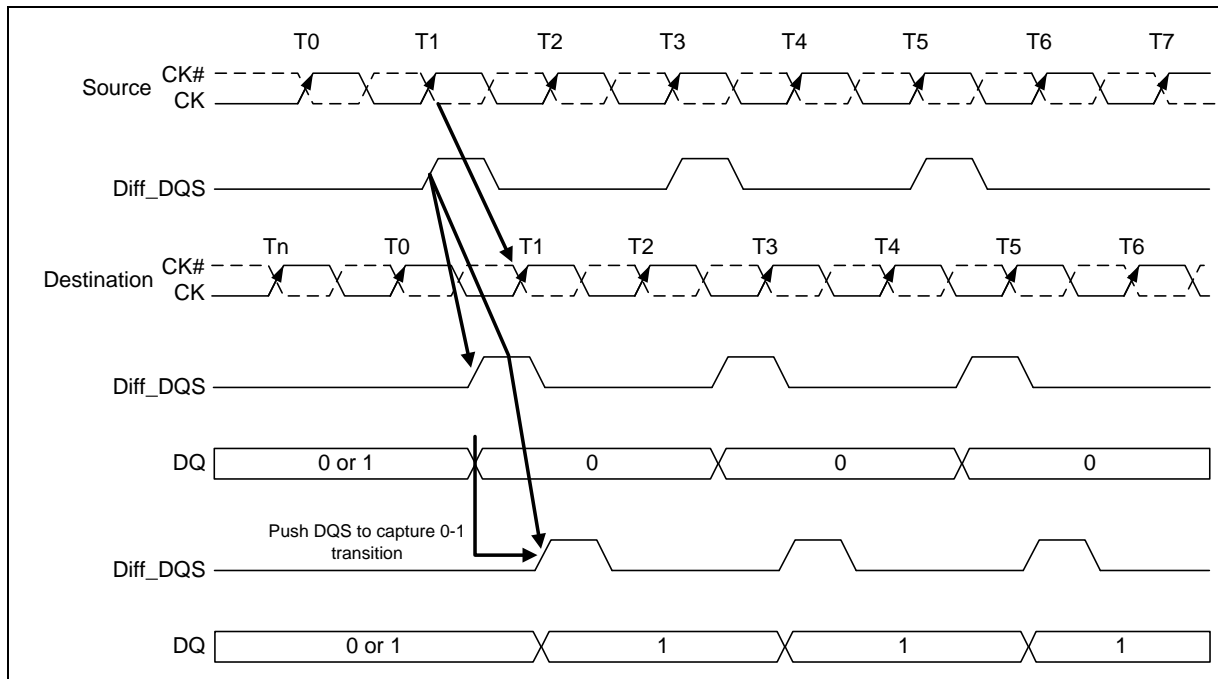 T0 T1 T2 T3 T4 T5 T6 T7
CK#
Source
CK
Diff_DQS
Tn T0 T1 T2 T3 T4 T5 T6
CK#
Destination
CK
Diff_DQS
DQ 0 or 1 0 0 0
Push DQS to capture 0-1
transition
Diff_DQS
DQ 0 or 1 1 1 1